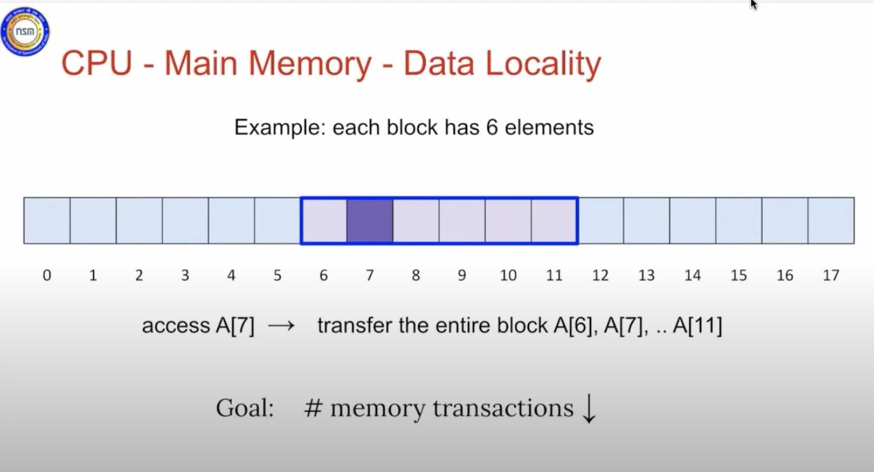 nsm
CPU - Main Memory - Data Locality
Example: each block has 6 elements
0 1 2 3 4 5 6 7 8 9 10 11 12 13 14 15 16 17
access A[7] → transfer the entire block A[6], A[7], .. A[11]
Goal: # memory transactions ↓